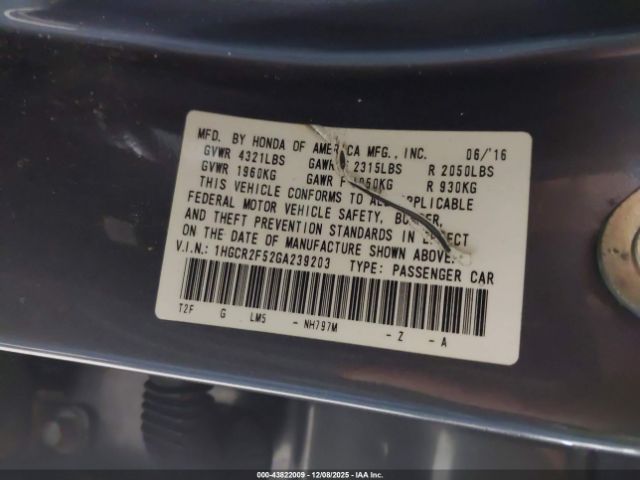 MFD. BY HONDA OF AMERICA MFG., INC. 06/'16
GVWR 4321LBS GAWR 2315LBS R 2050LBS
GVWR 1960KG GAWR F 1050KG R 930KG
THIS VEHICLE CONFORMS TO ALL APPLICABLE
FEDERAL MOTOR VEHICLE SAFETY, BUMPER,
AND THEFT PREVENTION STANDARDS IN EFFECT
ON THE DATE OF MANUFACTURE SHOWN ABOVE.
V.I.N.: 1HGCR2F52GA239203 TYPE: PASSENGER CAR
T2F G LM5 - NH797M - Z - A
000-43822009 - 12/08/2025 - IAA Inc.